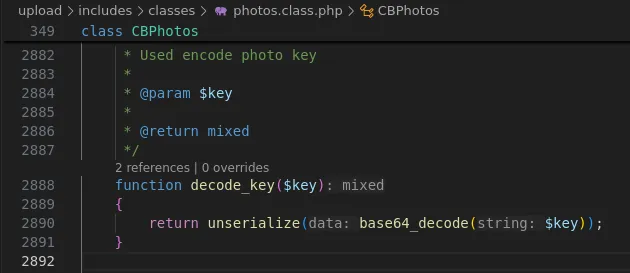 upload > includes > classes > photos.class.php > CBPhotos
349 class CBPhotos
2882 * Used encode photo key
2883 *
2884 * @param $key
2885 *
2886 * @return mixed
2887 */
2 references | 0 overrides
2888 function decode_key($key): mixed
2889 {
2890 return unserialize(data: base64_decode(string: $key));
2891 }
2892